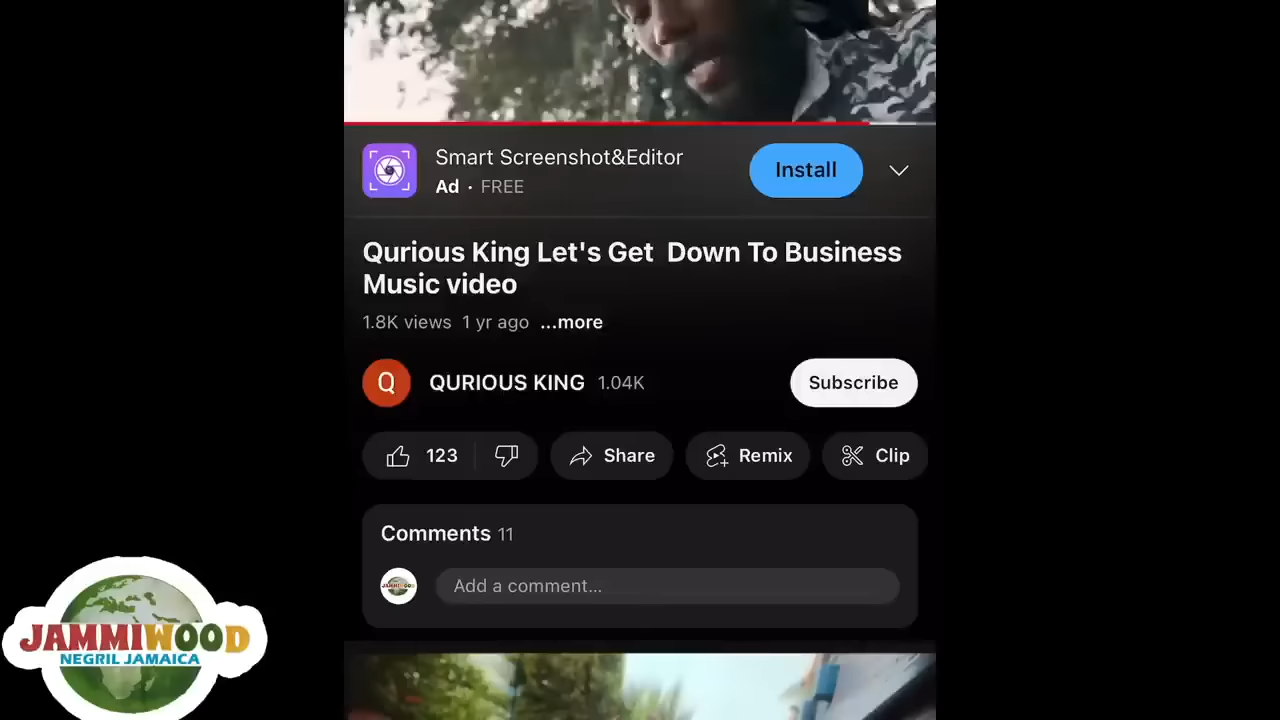 Smart Screenshot&Editor
Ad · FREE
Install
Qurious King Let's Get  Down To Business
Music video
1.8K views 1 yr ago ...more
Q
QURIOUS KING 1.04K
Subscribe
123
Share
Remix
Clip
Comments 11
JAMMIWOOD
Add a comment...
JAMMIWOOD
NEGRIL JAMAICA